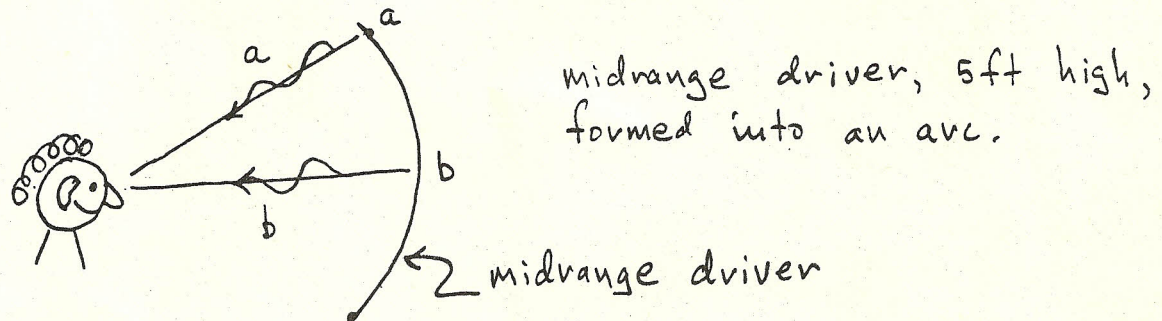 a
a
midrange driver, 5ft high,
formed into an arc.
b
b
midrange driver